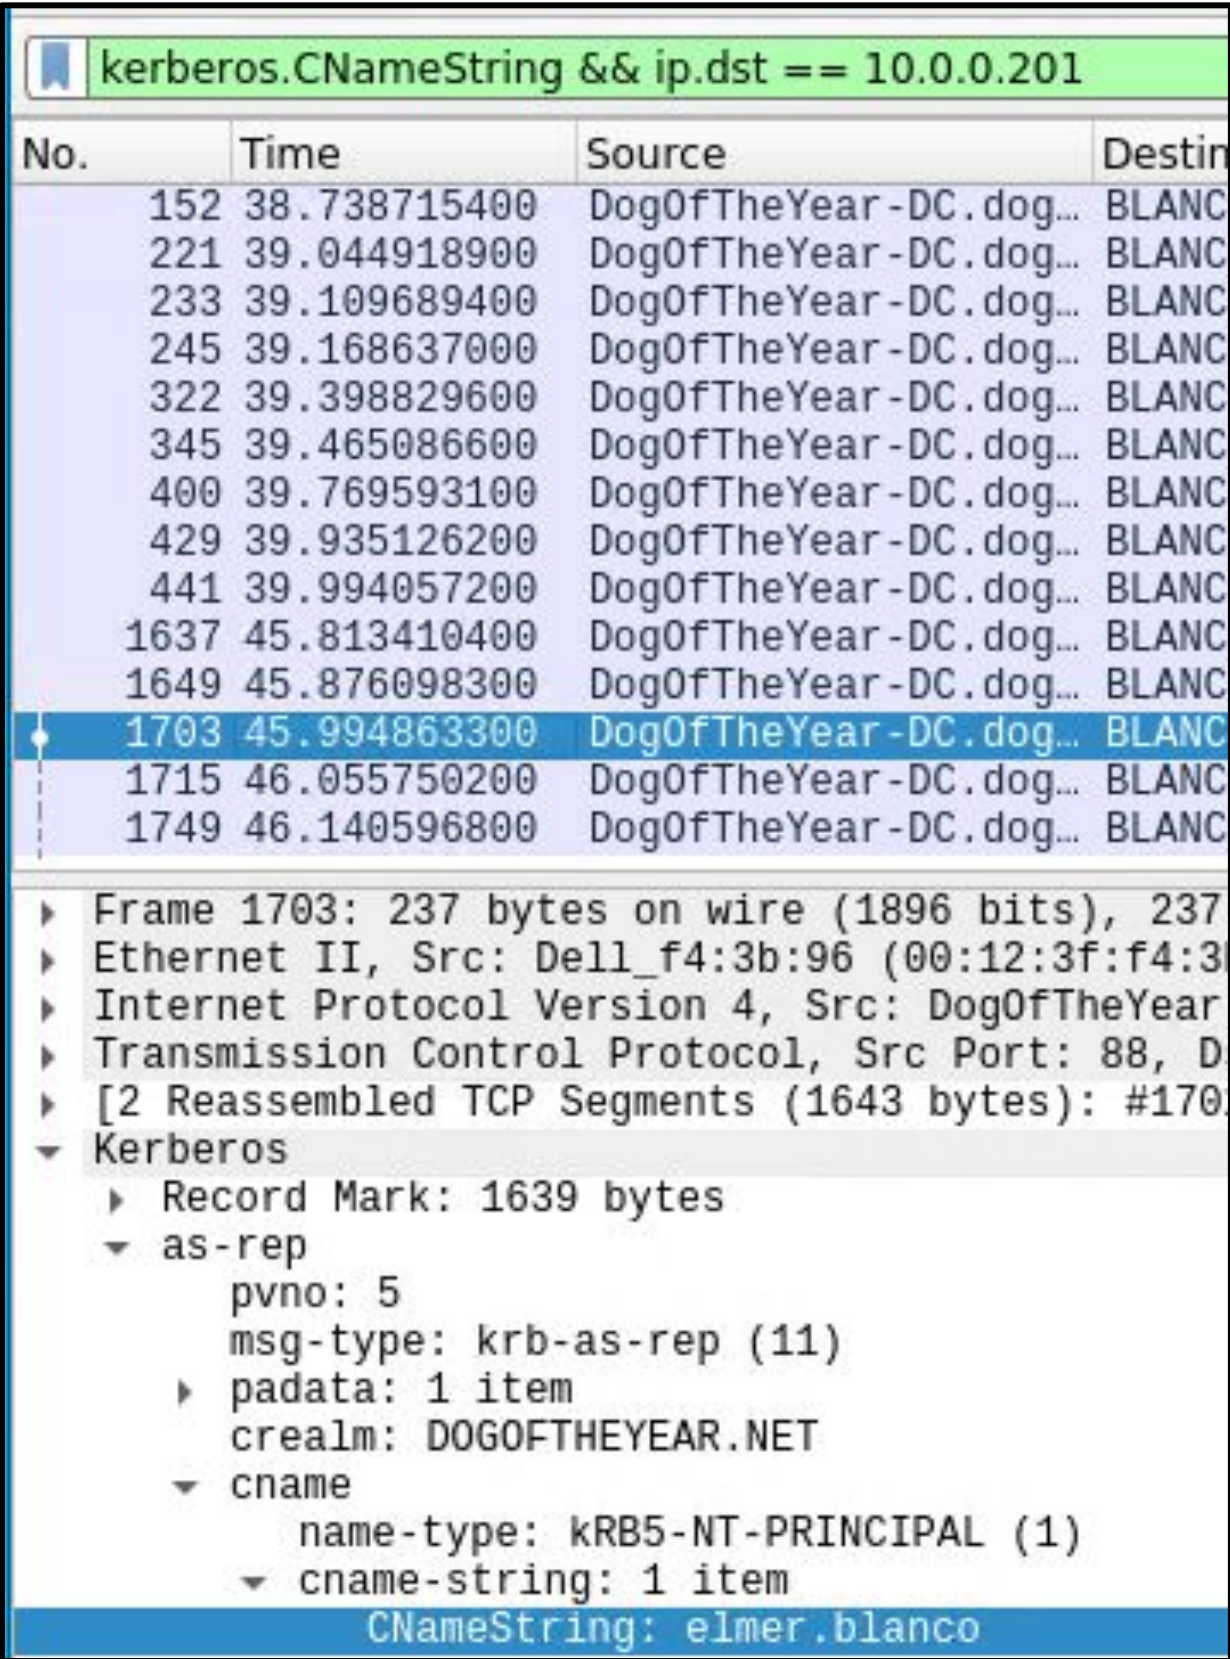 kerberos.CNameString && ip.dst == 10.0.0.201
No. Time Source Destin
152 38.738715400 DogOfTheYear-DC.dog… BLANC
221 39.044918900 DogOfTheYear-DC.dog… BLANC
233 39.109689400 DogOfTheYear-DC.dog… BLANC
245 39.168637000 DogOfTheYear-DC.dog… BLANC
322 39.398829600 DogOfTheYear-DC.dog… BLANC
345 39.465086600 DogOfTheYear-DC.dog… BLANC
400 39.769593100 DogOfTheYear-DC.dog… BLANC
429 39.935126200 DogOfTheYear-DC.dog… BLANC
441 39.994057200 DogOfTheYear-DC.dog… BLANC
1637 45.813410400 DogOfTheYear-DC.dog… BLANC
1649 45.876098300 DogOfTheYear-DC.dog… BLANC
1703 45.994863300 DogOfTheYear-DC.dog… BLANC
1715 46.055750200 DogOfTheYear-DC.dog… BLANC
1749 46.140596800 DogOfTheYear-DC.dog… BLANC
Frame 1703: 237 bytes on wire (1896 bits), 237
Ethernet II, Src: Dell_f4:3b:96 (00:12:3f:f4:3
Internet Protocol Version 4, Src: DogOfTheYear
Transmission Control Protocol, Src Port: 88, D
[2 Reassembled TCP Segments (1643 bytes): #170
Kerberos
Record Mark: 1639 bytes
as-rep
pvno: 5
msg-type: krb-as-rep (11)
padata: 1 item
crealm: DOGOFTHEYEAR.NET
cname
name-type: kRB5-NT-PRINCIPAL (1)
cname-string: 1 item
CNameString: elmer.blanco